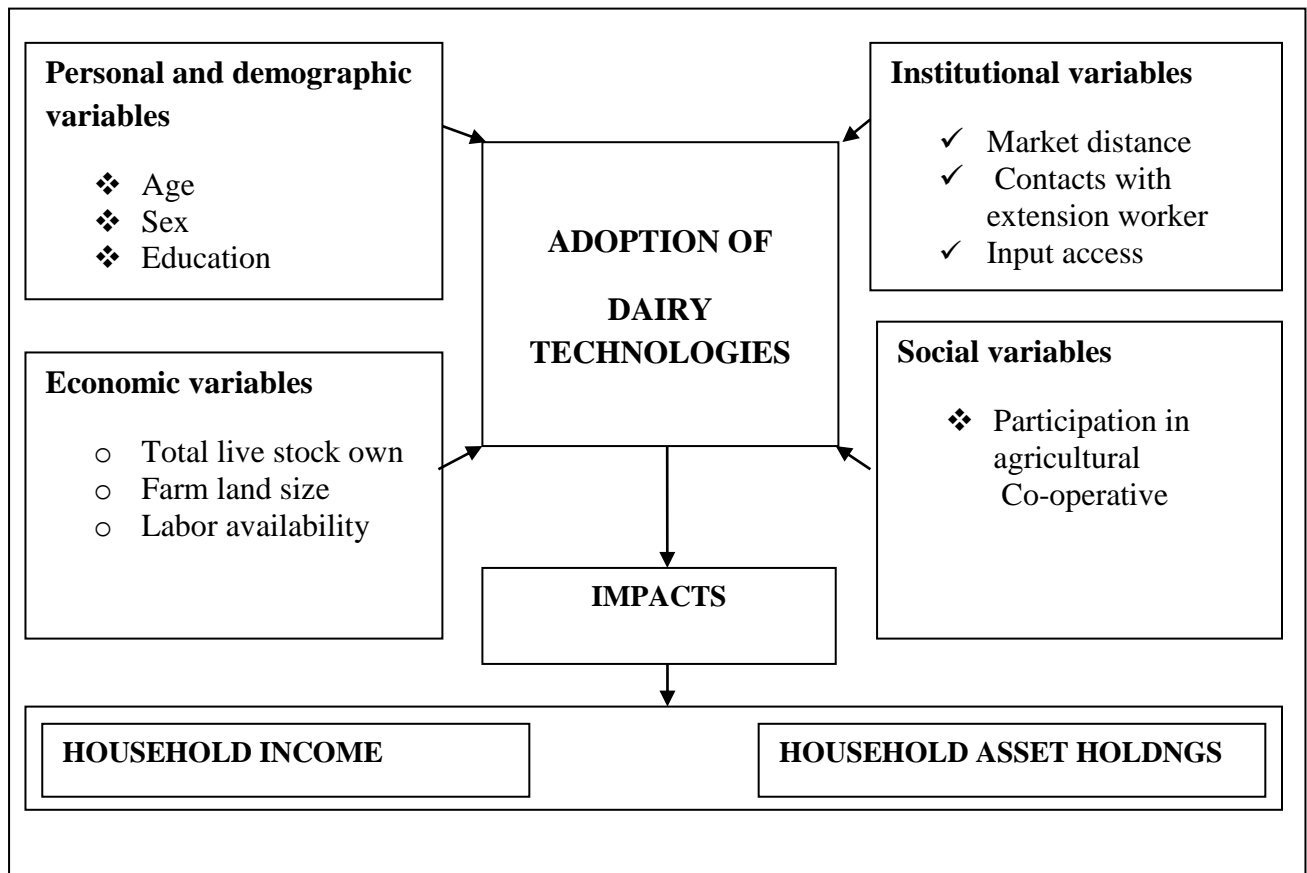 Personal and demographic
variables
❖ Age
❖ Sex
❖ Education
Institutional variables
✓ Market distance
✓ Contacts with
extension worker
✓ Input access
ADOPTION OF
DAIRY
TECHNOLOGIES
Economic variables
o Total live stock own
o Farm land size
o Labor availability
Social variables
❖ Participation in
agricultural
Co-operative
IMPACTS
HOUSEHOLD INCOME
HOUSEHOLD ASSET HOLDNGS